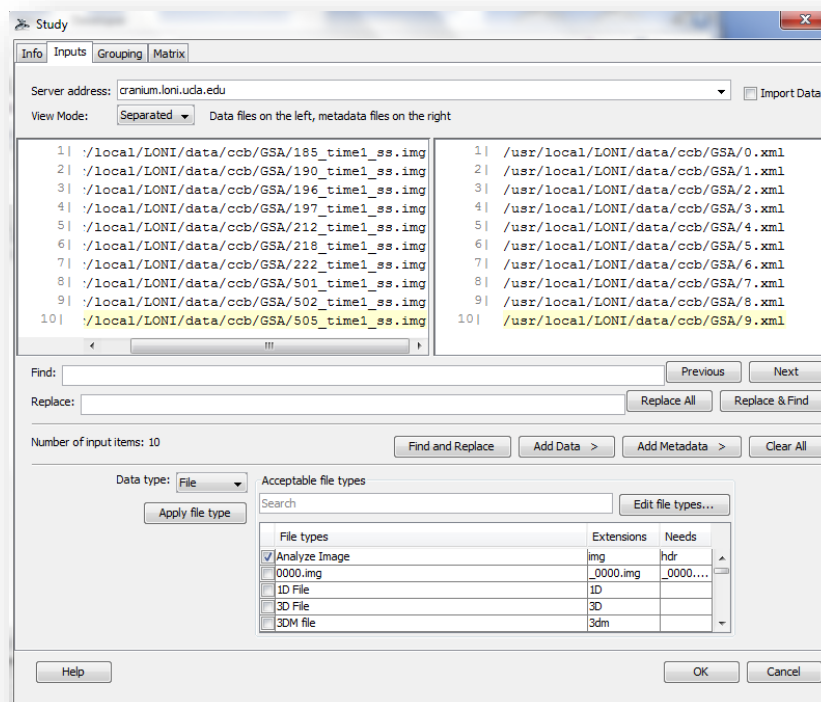 Study
Info Inputs Grouping Matrix
Server address: cranium.loni.ucla.edu Import Data
View Mode: Separated Data files on the left, metadata files on the right
1| :/local/LONI/data/ccb/GSA/185_time1_ss.img 1| /usr/local/LONI/data/ccb/GSA/0.xml
2| :/local/LONI/data/ccb/GSA/190_time1_ss.img 2| /usr/local/LONI/data/ccb/GSA/1.xml
3| :/local/LONI/data/ccb/GSA/196_time1_ss.img 3| /usr/local/LONI/data/ccb/GSA/2.xml
4| :/local/LONI/data/ccb/GSA/197_time1_ss.img 4| /usr/local/LONI/data/ccb/GSA/3.xml
5| :/local/LONI/data/ccb/GSA/212_time1_ss.img 5| /usr/local/LONI/data/ccb/GSA/4.xml
6| :/local/LONI/data/ccb/GSA/218_time1_ss.img 6| /usr/local/LONI/data/ccb/GSA/5.xml
7| :/local/LONI/data/ccb/GSA/222_time1_ss.img 7| /usr/local/LONI/data/ccb/GSA/6.xml
8| :/local/LONI/data/ccb/GSA/501_time1_ss.img 8| /usr/local/LONI/data/ccb/GSA/7.xml
9| :/local/LONI/data/ccb/GSA/502_time1_ss.img 9| /usr/local/LONI/data/ccb/GSA/8.xml
10| :/local/LONI/data/ccb/GSA/505_time1_ss.img 10| /usr/local/LONI/data/ccb/GSA/9.xml
Find: Previous Next
Replace: Replace All Replace & Find
Number of input items: 10 Find and Replace Add Data > Add Metadata > Clear All
Data type: File Acceptable file types
Apply file type Search Edit file types...
File types Extensions Needs
Analyze Image img hdr
0000.img _0000.img _0000....
1D File 1D
3D File 3D
3DM file 3dm
Help OK Cancel